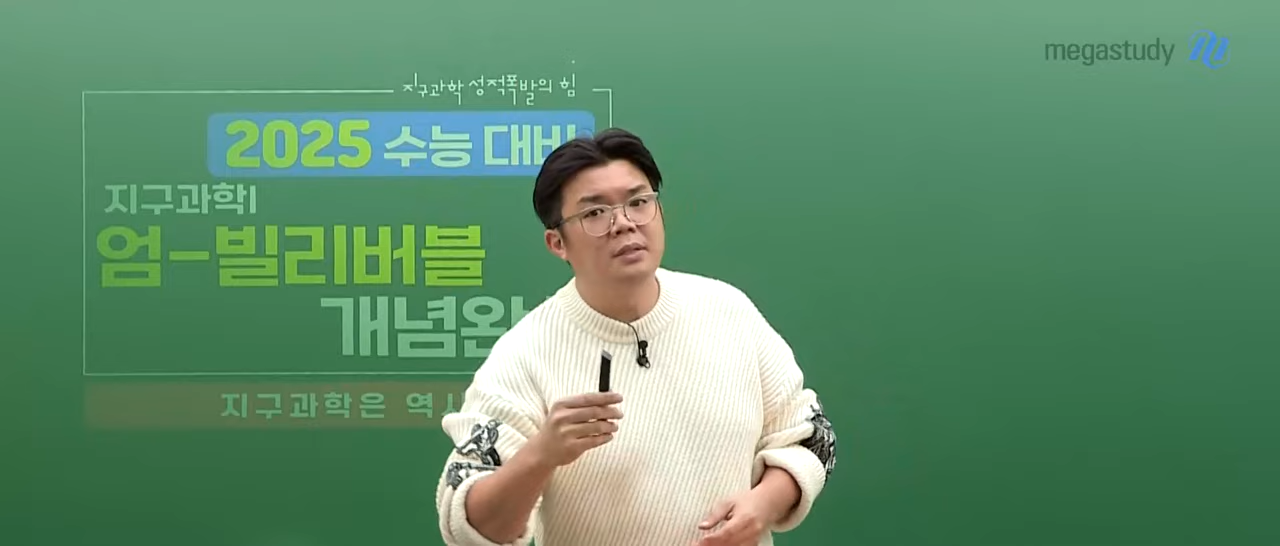 megastudy
지구과학 성적폭발의 힘
2025 수능 대비
지구과학I
엄-빌리버블
개념완
지구과학은 역